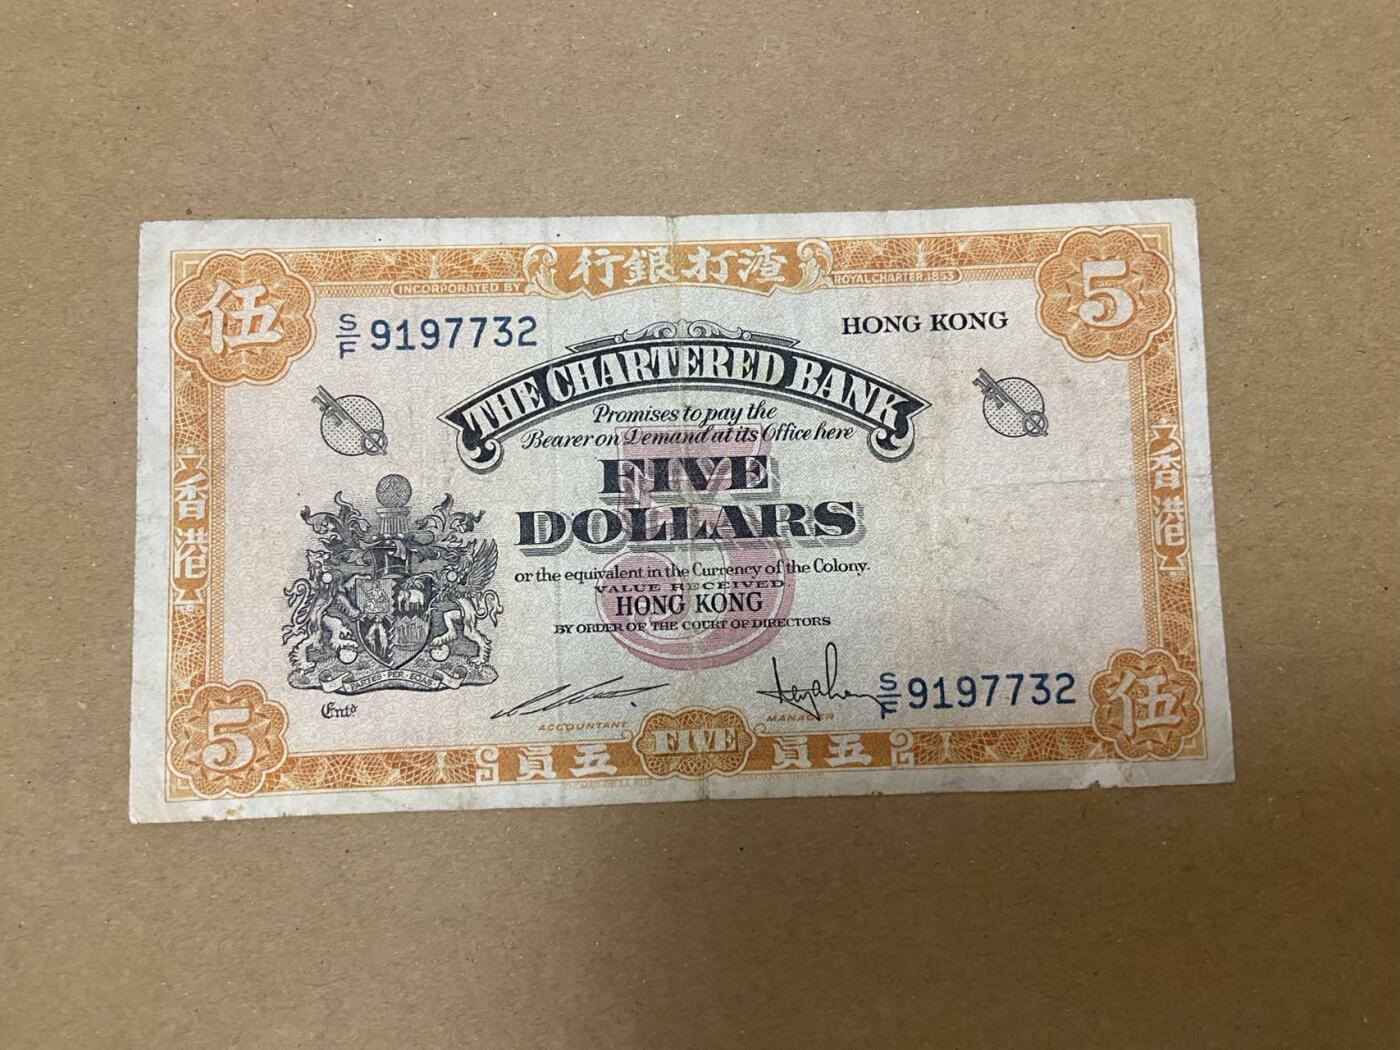 行銀打渣
INCORPORATED BY
ROYAL CHARTER 1853
伍
5
S/F 9197732
HONG KONG
THE CHARTERED BANK
Promises to pay the
Bearer on Demand at its Office here
5
FIVE
DOLLARS
香港
香港
or the equivalent in the Currency of the Colony.
VALUE RECEIVED.
HONG KONG
BY ORDER OF THE COURT OF DIRECTORS
PARTES·PER·EOAS
Entd
ACCOUNTANT
MANAGER
S/F 9197732
5
員五
FIVE
員五
伍